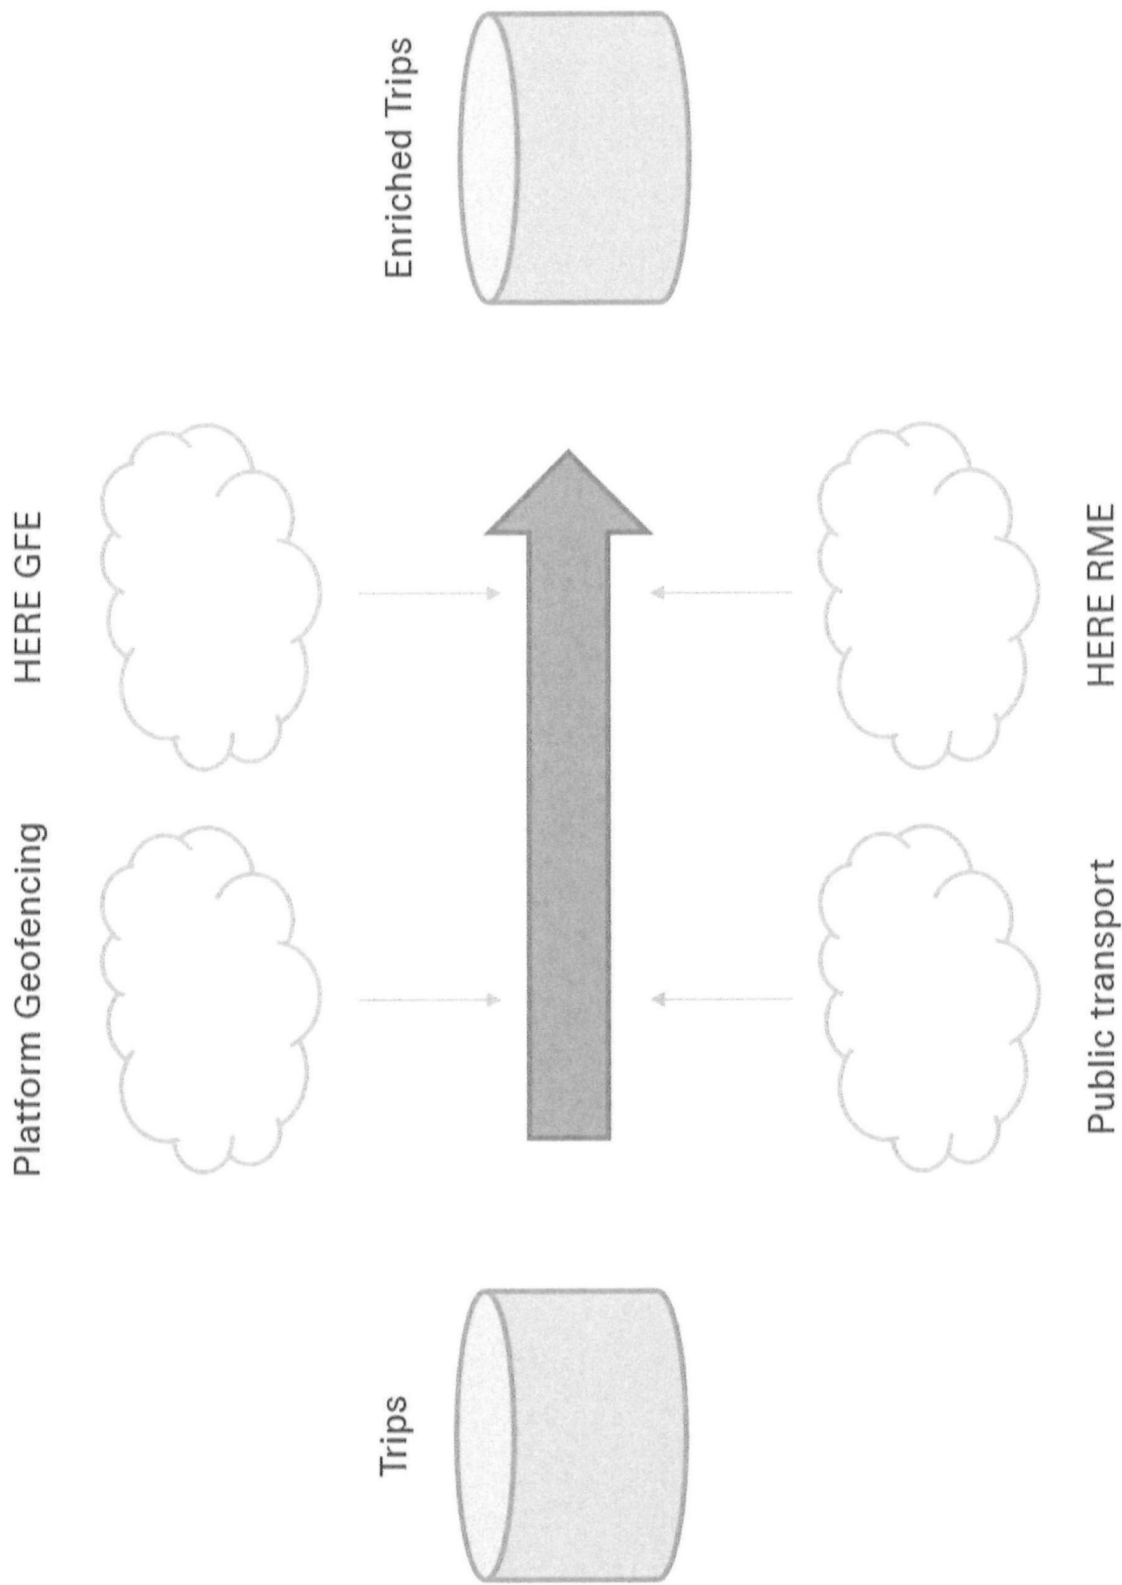 Platform Geofencing
HERE GFE
Trips
Enriched Trips
Public transport
HERE RME